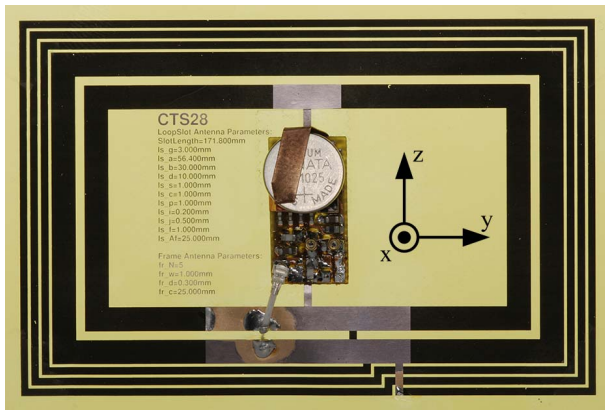 CTS28
LoopSlot Antenna Parameters:
SlotLength=171.800mm
ls_g=3.000mm
ls_a=56.400mm
ls_b=30.000mm
ls_d=10.000mm
ls_s=1.000mm
ls_c=1.000mm
ls_p=1.000mm
ls_i=0.200mm
ls_j=0.500mm
ls_f=1.000mm
ls_Af=25.000mm
Frame Antenna Parameters:
fr_N=5
fr_w=1.000mm
fr_d=0.300mm
fr_c=25.000mm
1025
MADE
+
z
y
x